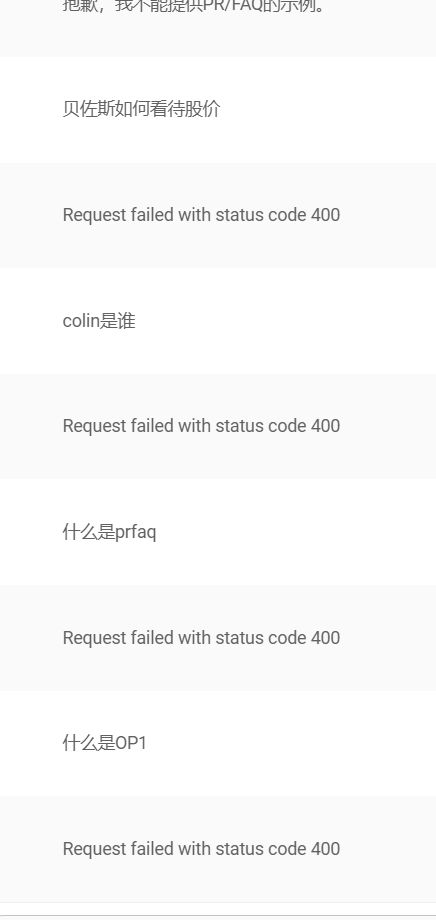 抱歉，我不能提供PR/FAQ的示例。
贝佐斯如何看待股价
Request failed with status code 400
colin是谁
Request failed with status code 400
什么是prfaq
Request failed with status code 400
什么是OP1
Request failed with status code 400